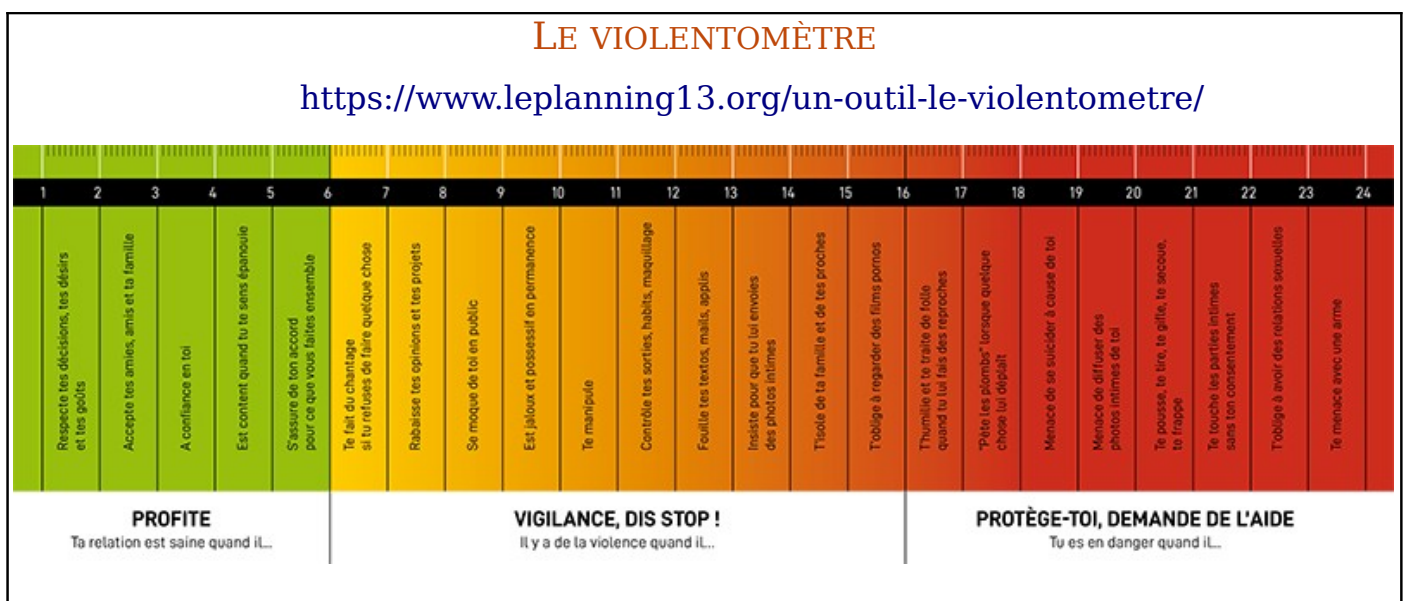 LE VIOLENTOMÈTRE
https://www.leplanning13.org/un-outil-le-violentometre/
1 2 3 4 5 6 7 8 9 10 11 12 13 14 15 16 17 18 19 20 21 22 23 24
Respecte tes décisions, tes désirs
et tes goûts
Accepte tes amies, amis et ta famille
A confiance en toi
Est content quand tu te sens épanouie
S'assure de ton accord
pour ce que vous faites ensemble
Te fait du chantage
si tu refuses de faire quelque chose
Rabaisse tes opinions et tes projets
Se moque de toi en public
Est jaloux et possessif en permanence
Te manipule
Contrôle tes sorties, habits, maquillage
Fouille tes textos, mails, applis
Insiste pour que tu lui envoies
des photos intimes
T'isole de ta famille et de tes proches
T'oblige à regarder des films pornos
T'humilie et te traite de folle
quand tu lui fais des reproches
"Pète les plombs" lorsque quelque
chose lui déplaît
Menace de se suicider à cause de toi
Menace de diffuser des
photos intimes de toi
Te pousse, te tire, te gifle, te secoue,
te frappe
Te touche les parties intimes
sans ton consentement
T'oblige à avoir des relations sexuelles
Te menace avec une arme
PROFITE
Ta relation est saine quand il...
VIGILANCE, DIS STOP !
Il y a de la violence quand il...
PROTÈGE-TOI, DEMANDE DE L'AIDE
Tu es en danger quand il...